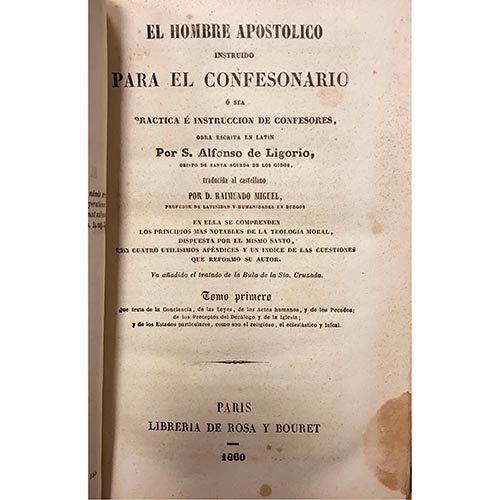 EL HOMBRE APOSTOLICO
INSTRUIDO
PARA EL CONFESONARIO
Ó SEA
PRACTICA É INSTRUCCION DE CONFESORES,
OBRA ESCRITA EN LATIN
Por S. Alfonso de Ligorio,
OBISPO DE SANTA AGUEDA DE LOS GODOS,
traducida al castellano
POR D. RAIMUNDO MIGUEL,
PROFESOR DE LATINIDAD Y HUMANIDADES EN BURGOS
EN ELLA SE COMPRENDEN
LOS PRINCIPIOS MAS NOTABLES DE LA TEOLOGIA MORAL,
DISPUESTA POR EL MISMO SANTO,
CON CUATRO UTILISIMOS APÉNDICES Y UN INDICE DE LAS CUESTIONES
QUE REFORMO SU AUTOR.
Va añadido el tratado de la Bula de la Sta. Cruzada.
Tomo primero
Que trata de la Conciencia, de las Leyes, de los Actos humanos, y de los Pecados;
de los Preceptos del Decálogo y de la Iglesia;
y de los Estados particulares, como son el religioso, el eclesiástico y laical.
PARIS
LIBRERIA DE ROSA Y BOURET
1860